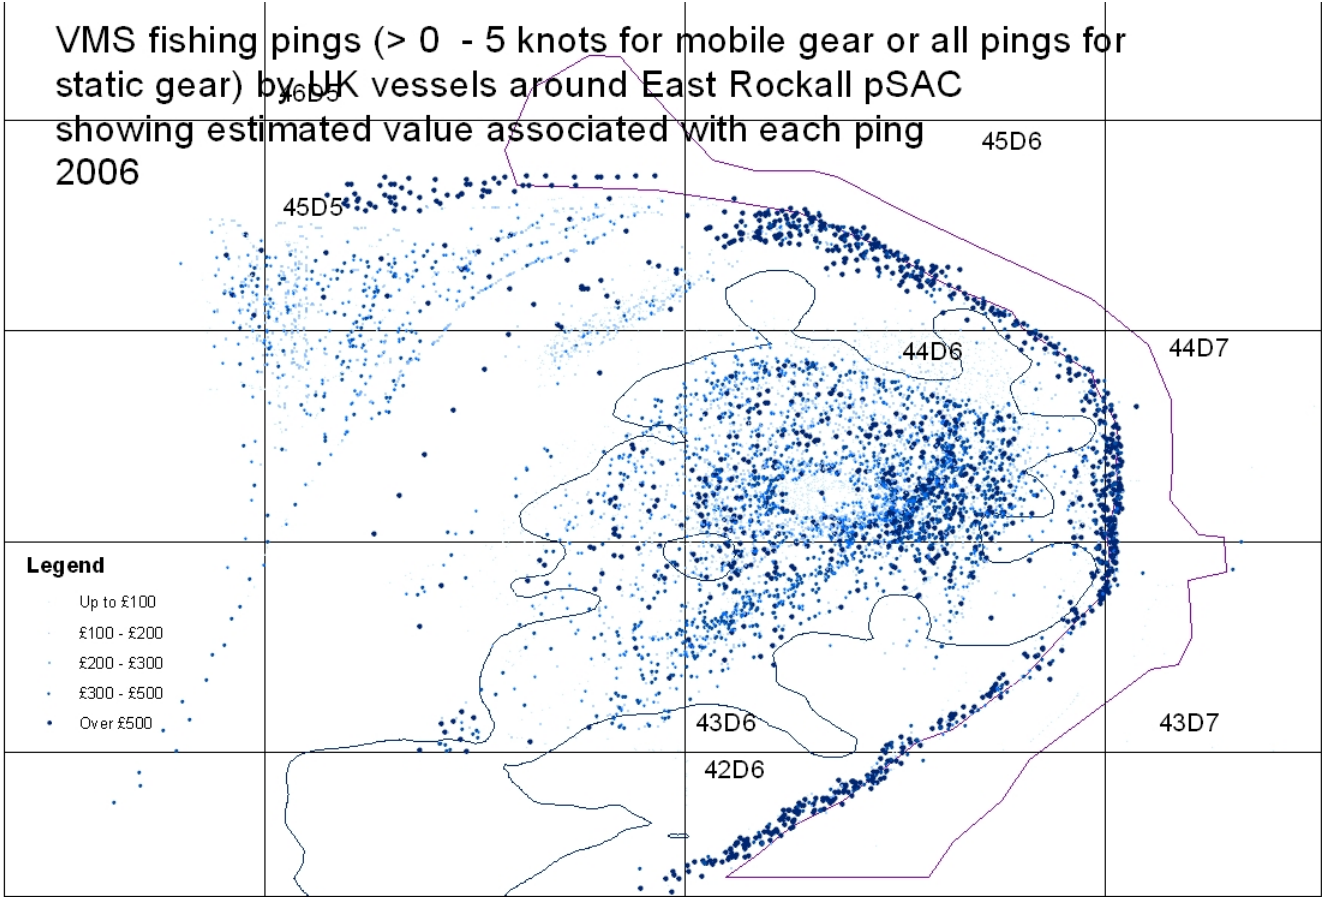 VMS fishing pings (> 0 - 5 knots for mobile gear or all pings for
static gear) by UK vessels around East Rockall pSAC
46D5
showing estimated value associated with each ping
45D6
2006
45D5
44D6
44D7
Legend
Up to £100
£100 - £200
£200 - £300
£300 - £500
Over £500
43D6
43D7
42D6